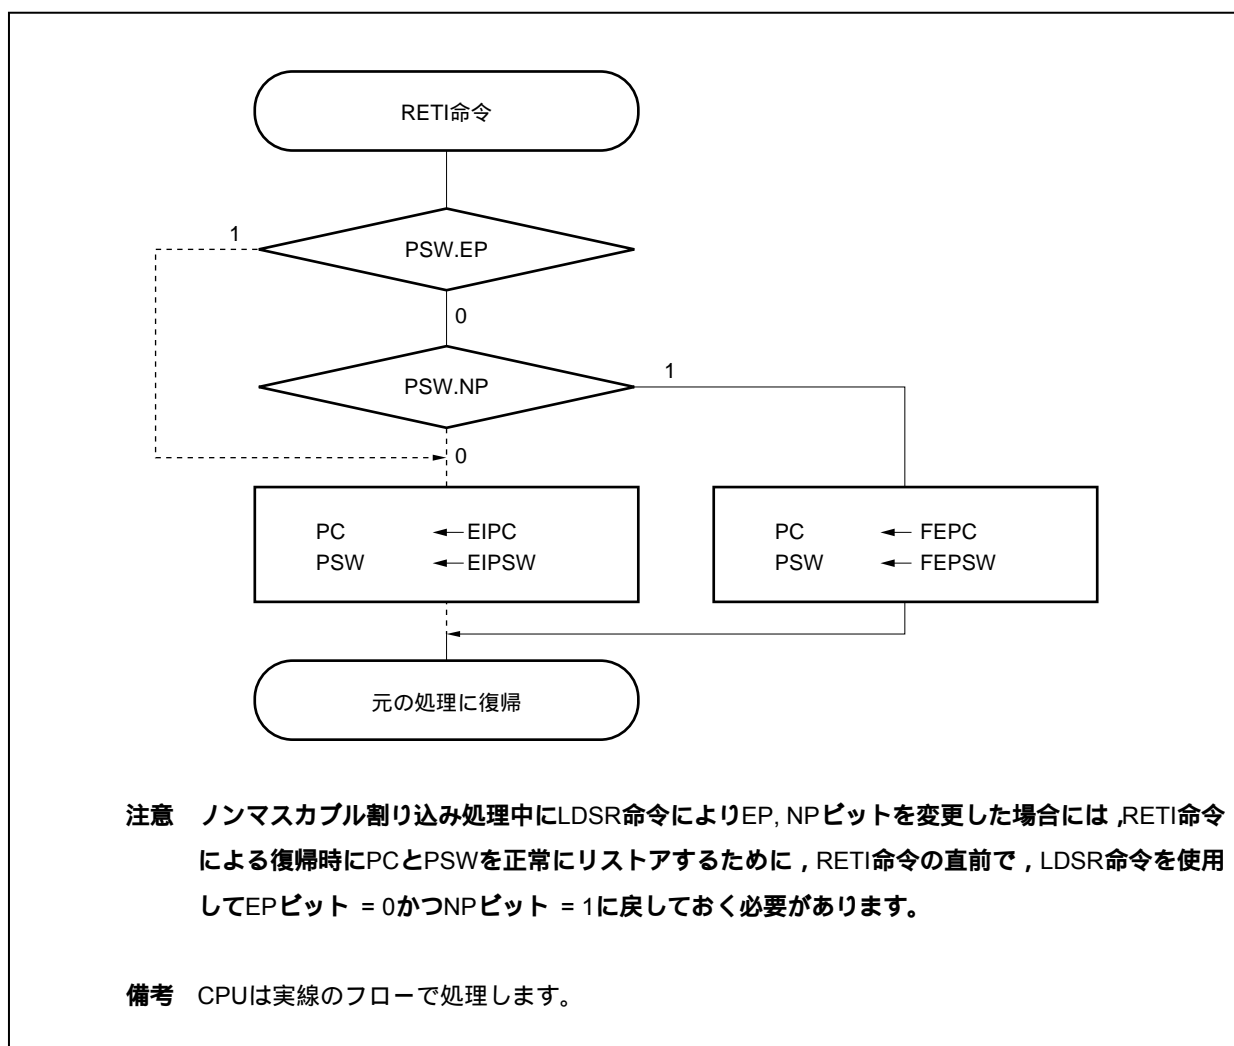 RETI命令
1
PSW.EP
0
PSW.NP
1
0
PC ← EIPC
PSW ← EIPSW
PC ← FEPC
PSW ← FEPSW
元の処理に復帰
注意 ノンマスカブル割り込み処理中にLDSR命令によりEP, NPビットを変更した場合には，RETI命令
による復帰時にPCとPSWを正常にリストアするために，RETI命令の直前で，LDSR命令を使用
してEPビット = 0かつNPビット = 1に戻しておく必要があります。
備考 CPUは実線のフローで処理します。